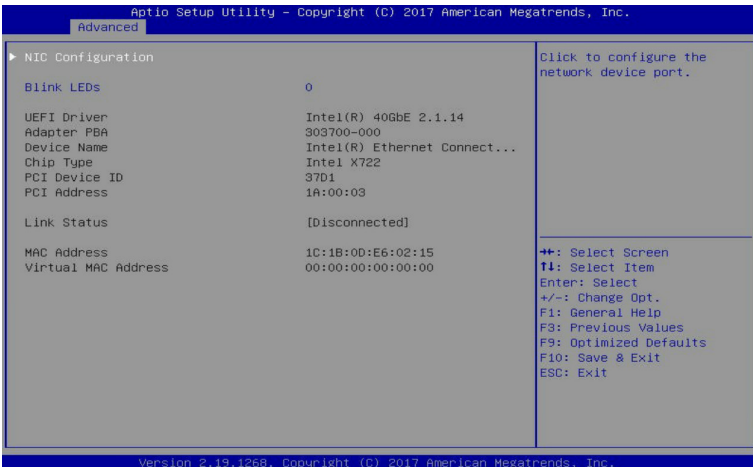 Aptio Setup Utility – Copyright (C) 2017 American Megatrends, Inc.
Advanced
▶ NIC Configuration
Blink LEDs 0
UEFI Driver Intel(R) 40GbE 2.1.14
Adapter PBA 303700-000
Device Name Intel(R) Ethernet Connect...
Chip Type Intel X722
PCI Device ID 37D1
PCI Address 1A:00:03
Link Status [Disconnected]
MAC Address 1C:1B:0D:E6:02:15
Virtual MAC Address 00:00:00:00:00:00
Click to configure the
network device port.
→←: Select Screen
↑↓: Select Item
Enter: Select
+/-: Change Opt.
F1: General Help
F3: Previous Values
F9: Optimized Defaults
F10: Save & Exit
ESC: Exit
Version 2.19.1268. Copyright (C) 2017 American Megatrends, Inc.